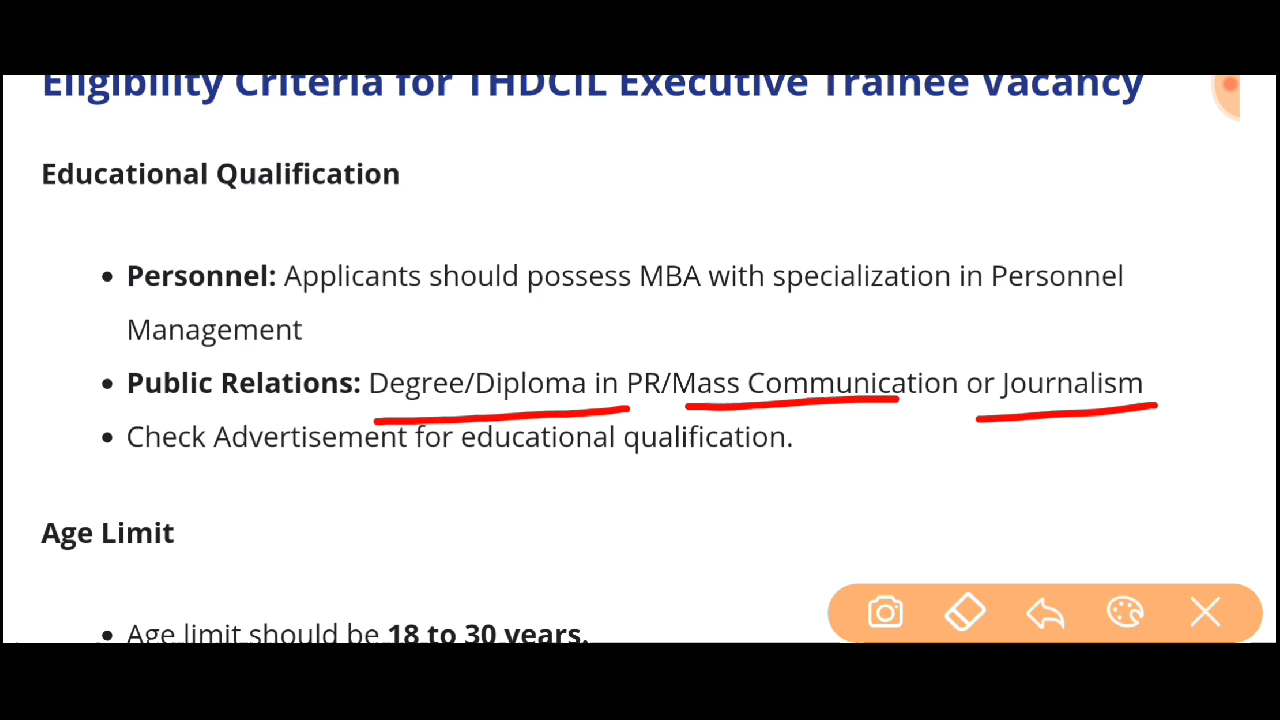 Eligibility Criteria for THDCIL Executive Trainee Vacancy
Educational Qualification
Personnel: Applicants should possess MBA with specialization in Personnel
Management
Public Relations: Degree/Diploma in PR/Mass Communication or Journalism
Check Advertisement for educational qualification.
Age Limit
Age limit should be 18 to 30 years.